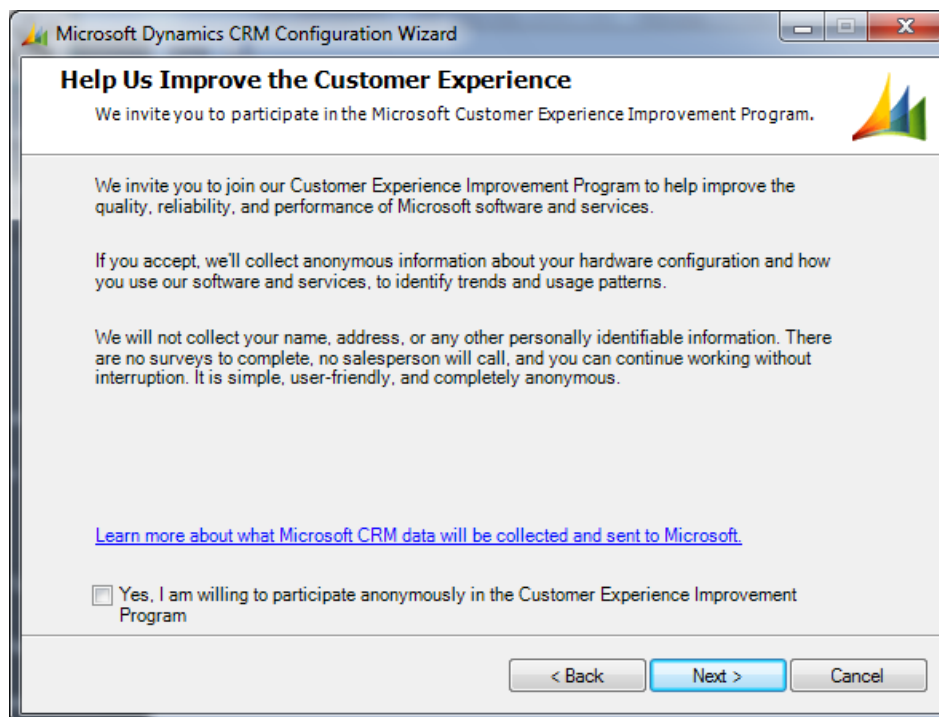 Microsoft Dynamics CRM Configuration Wizard
Help Us Improve the Customer Experience
We invite you to participate in the Microsoft Customer Experience Improvement Program.
We invite you to join our Customer Experience Improvement Program to help improve the
quality, reliability, and performance of Microsoft software and services.
If you accept, we'll collect anonymous information about your hardware configuration and how
you use our software and services, to identify trends and usage patterns.
We will not collect your name, address, or any other personally identifiable information. There
are no surveys to complete, no salesperson will call, and you can continue working without
interruption. It is simple, user-friendly, and completely anonymous.
Learn more about what Microsoft CRM data will be collected and sent to Microsoft.
Yes, I am willing to participate anonymously in the Customer Experience Improvement
Program
< Back Next > Cancel